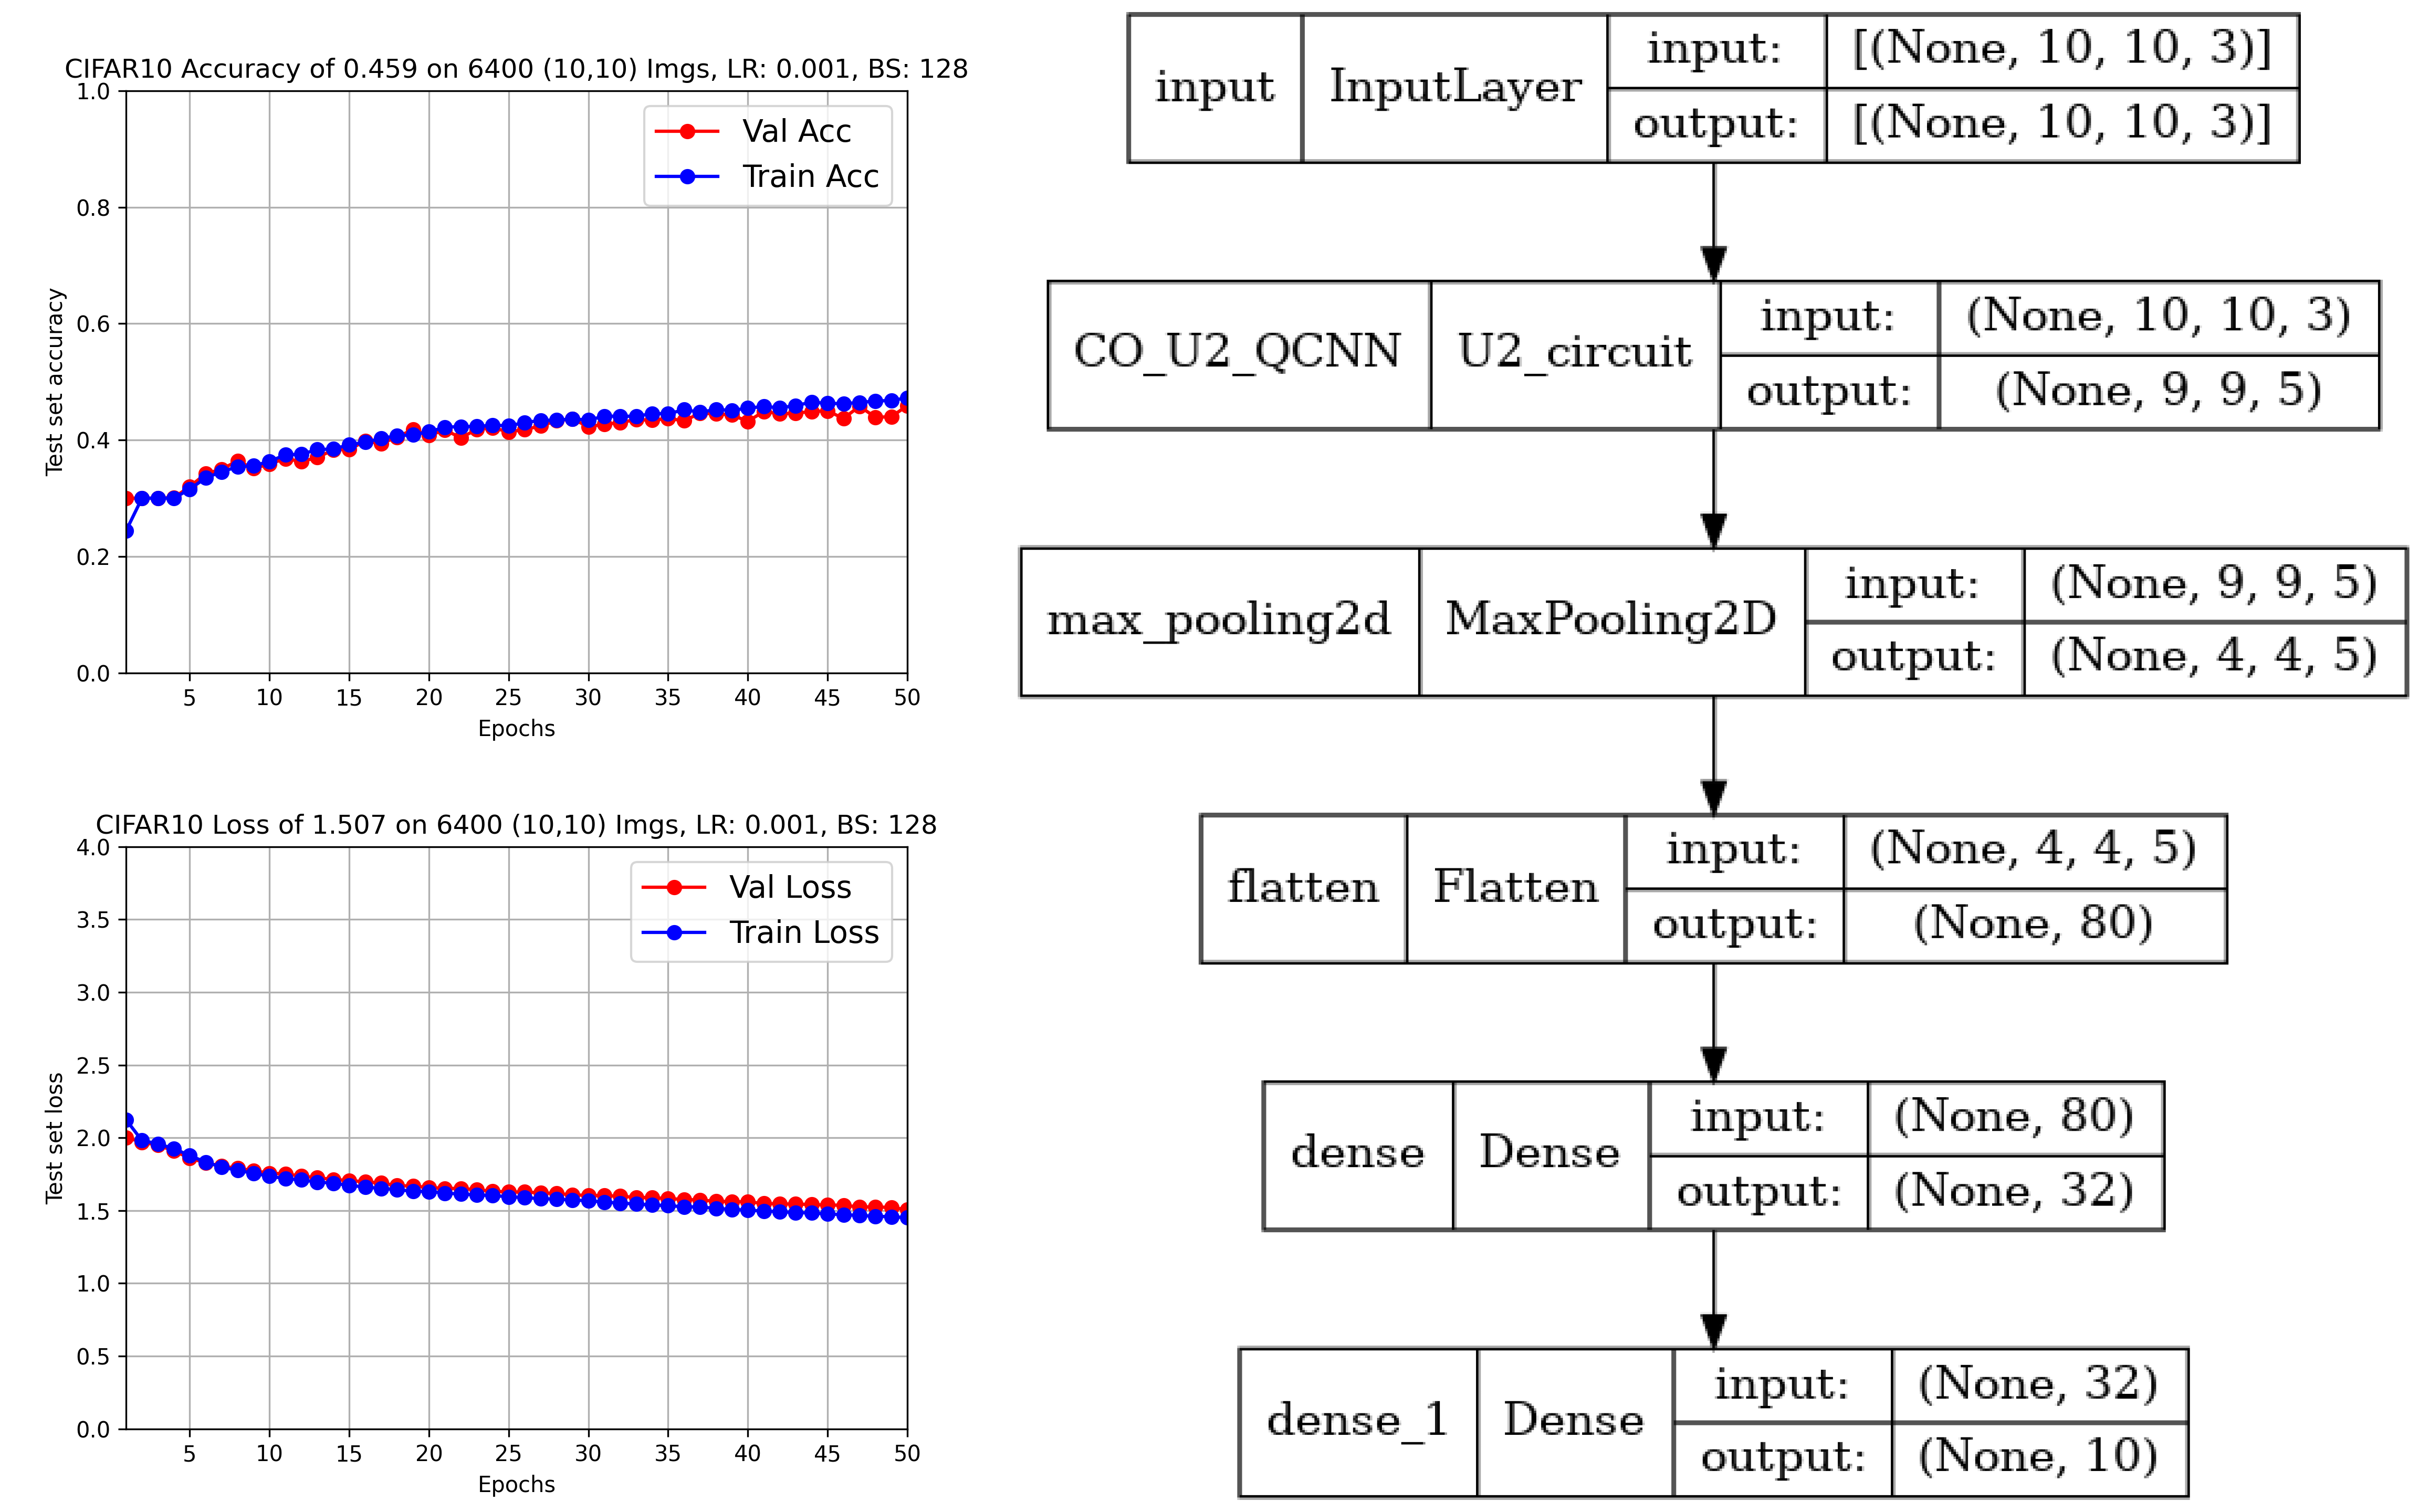 CIFAR10 Accuracy of 0.459 on 6400 (10,10) Imgs, LR: 0.001, BS: 128
1.0
0.8
0.6
0.4
0.2
0.0
Test set accuracy
Val Acc
Train Acc
5 10 15 20 25 30 35 40 45 50
Epochs
CIFAR10 Loss of 1.507 on 6400 (10,10) Imgs, LR: 0.001, BS: 128
4.0
3.5
3.0
2.5
2.0
1.5
1.0
0.5
0.0
Test set loss
Val Loss
Train Loss
5 10 15 20 25 30 35 40 45 50
Epochs
input InputLayer
input: [(None, 10, 10, 3)]
output: [(None, 10, 10, 3)]
CO_U2_QCNN U2_circuit
input: (None, 10, 10, 3)
output: (None, 9, 9, 5)
max_pooling2d MaxPooling2D
input: (None, 9, 9, 5)
output: (None, 4, 4, 5)
flatten Flatten
input: (None, 4, 4, 5)
output: (None, 80)
dense Dense
input: (None, 80)
output: (None, 32)
dense_1 Dense
input: (None, 32)
output: (None, 10)